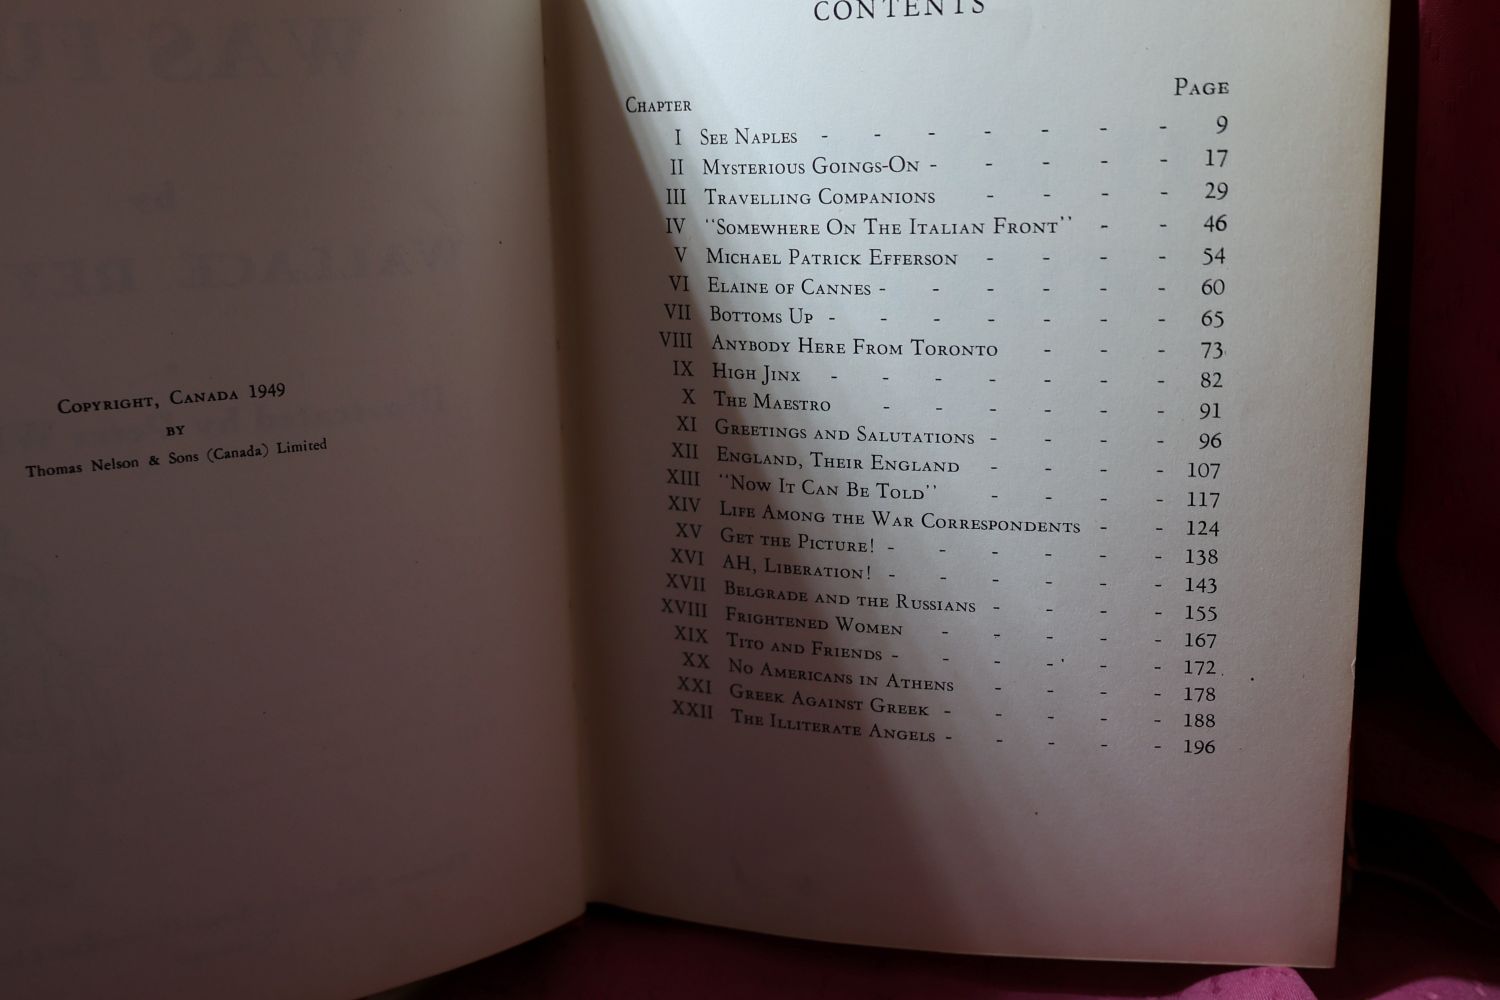 Copyright, Canada 1949
BY
Thomas Nelson & Sons (Canada) Limited
CONTENTS
Chapter Page
I See Naples - - - - - - - 9
II Mysterious Goings-On - - - - - 17
III Travelling Companions - - - - 29
IV "Somewhere On The Italian Front" - - 46
V Michael Patrick Efferson - - - - 54
VI Elaine of Cannes - - - - - - 60
VII Bottoms Up - - - - - - - 65
VIII Anybody Here From Toronto - - - 73
IX High Jinx - - - - - - - 82
X The Maestro - - - - - - 91
XI Greetings and Salutations - - - - 96
XII England, Their England - - - - 107
XIII "Now It Can Be Told" - - - - 117
XIV Life Among the War Correspondents - - 124
XV Get the Picture! - - - - - - 138
XVI AH, Liberation! - - - - - - 143
XVII Belgrade and the Russians - - - - 155
XVIII Frightened Women - - - - - 167
XIX Tito and Friends - - - - - - 172
XX No Americans in Athens - - - - 178
XXI Greek Against Greek - - - - - 188
XXII The Illiterate Angels - - - - - 196